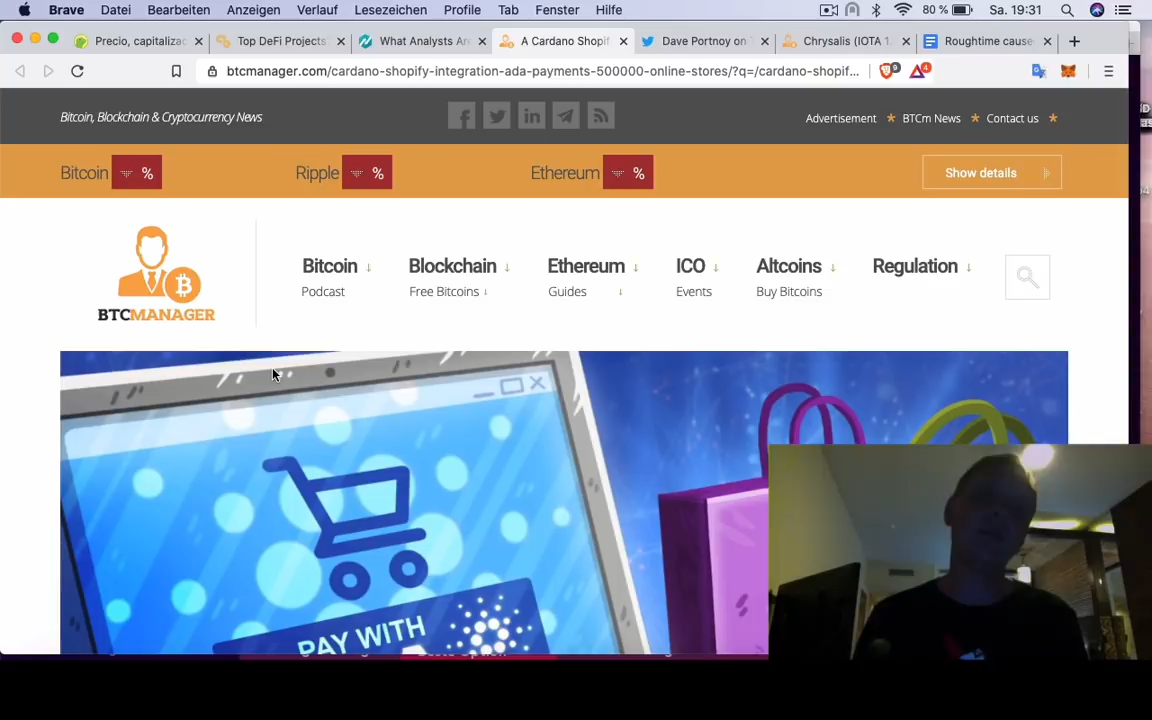 Brave Datei Bearbeiten Anzeigen Verlauf Lesezeichen Profile Tab Fenster Hilfe 80 % Sa. 19:31
Precio, capitaliza Top DeFi Projects What Analysts Are A Cardano Shopif Dave Portnoy on Chrysalis (IOTA 1. Roughtime cause
btcmanager.com/cardano-shopify-integration-ada-payments-500000-online-stores/?q=/cardano-shopif... 9 4
Bitcoin, Blockchain & Cryptocurrency News Advertisement BTCm News Contact us
Bitcoin % Ripple % Ethereum % Show details
Bitcoin Blockchain Ethereum ICO Altcoins Regulation
Podcast Free Bitcoins Guides Events Buy Bitcoins
BTCMANAGER
PAY WITH